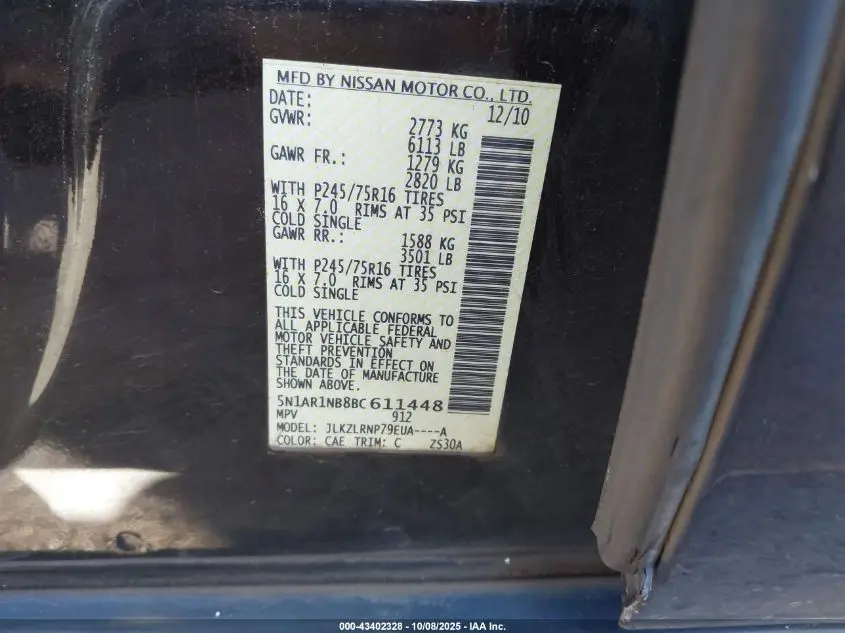 MFD BY NISSAN MOTOR CO., LTD.
DATE: 12/10
GVWR: 2773 KG
6113 LB
GAWR FR.: 1279 KG
2820 LB
WITH P245/75R16 TIRES
16 X 7.0 RIMS AT 35 PSI
COLD SINGLE
GAWR RR.: 1588 KG
3501 LB
WITH P245/75R16 TIRES
16 X 7.0 RIMS AT 35 PSI
COLD SINGLE
THIS VEHICLE CONFORMS TO
ALL APPLICABLE FEDERAL
MOTOR VEHICLE SAFETY AND
THEFT PREVENTION
STANDARDS IN EFFECT ON
THE DATE OF MANUFACTURE
SHOWN ABOVE.
5N1AR1NB8BC611448
MPV 912
MODEL: JLKZLRNP79EUA----A
COLOR: CAE TRIM: C ZS30A
000-43402328 - 10/08/2025 - IAA Inc.